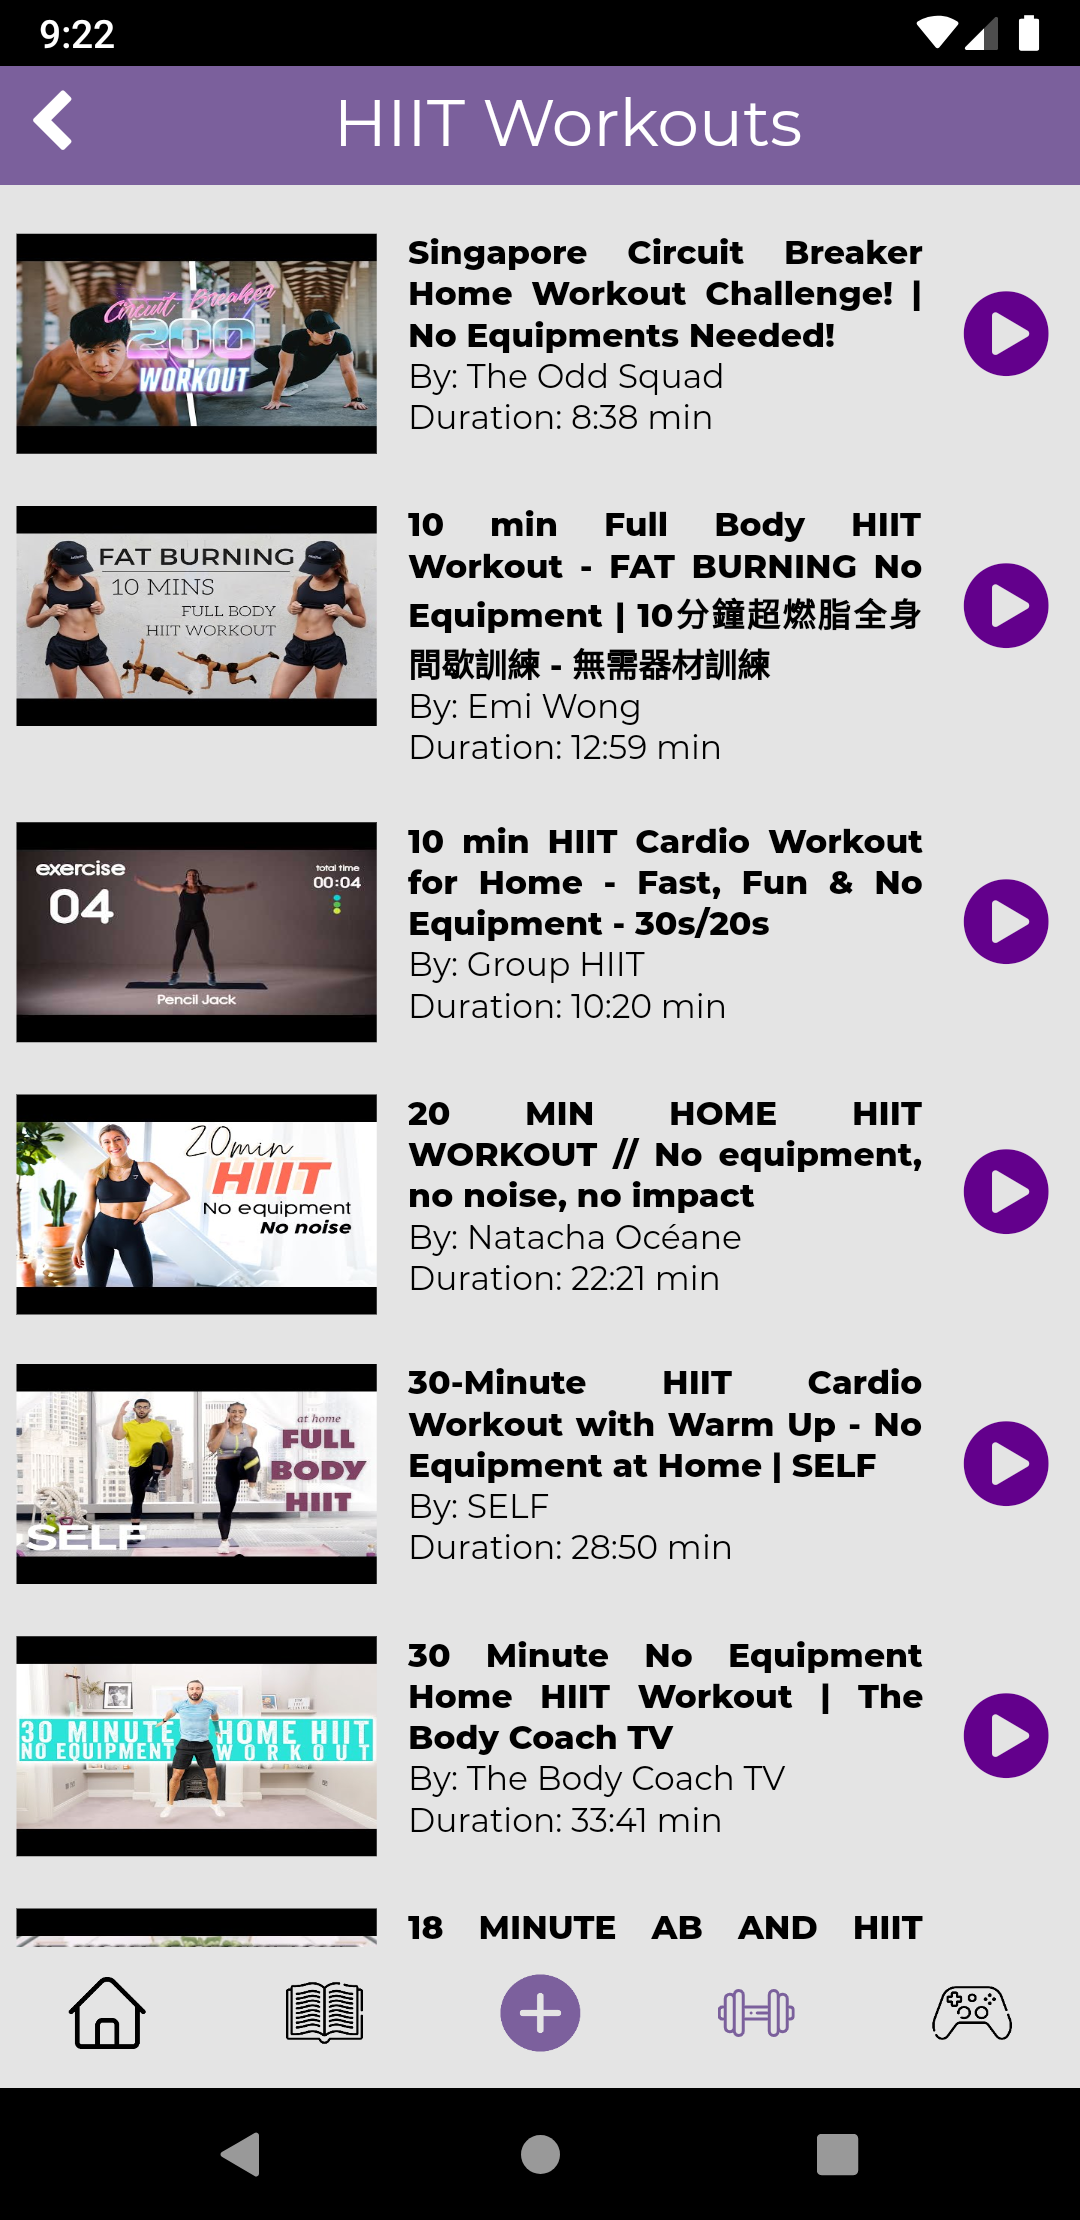 9:22
HIIT Workouts
Circuit Breaker
200
WORKOUT
Singapore Circuit Breaker
Home Workout Challenge! |
No Equipments Needed!
By: The Odd Squad
Duration: 8:38 min
FAT BURNING
10 MINS
FULL BODY
HIIT WORKOUT
10 min Full Body HIIT
Workout - FAT BURNING No
Equipment | 10分鐘超燃脂全身
間歇訓練 - 無需器材訓練
By: Emi Wong
Duration: 12:59 min
exercise
04
total time
00:04
Pencil Jack
10 min HIIT Cardio Workout
for Home - Fast, Fun & No
Equipment - 30s/20s
By: Group HIIT
Duration: 10:20 min
20min
HIIT
No equipment
No noise
20 MIN HOME HIIT
WORKOUT // No equipment,
no noise, no impact
By: Natacha Océane
Duration: 22:21 min
at home
FULL
BODY
HIIT
SELF
30-Minute HIIT Cardio
Workout with Warm Up - No
Equipment at Home | SELF
By: SELF
Duration: 28:50 min
30 MINUTE HOME HIIT
NO EQUIPMENT WORKOUT
30 Minute No Equipment
Home HIIT Workout | The
Body Coach TV
By: The Body Coach TV
Duration: 33:41 min
18 MINUTE AB AND HIIT